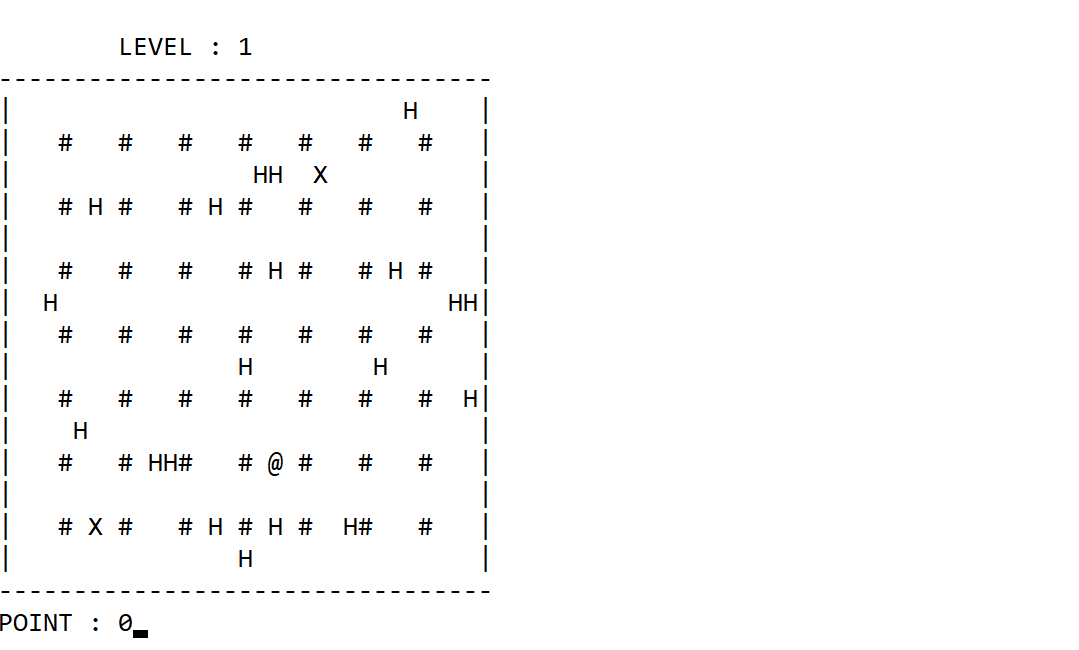 LEVEL : 1
---------------------------------
|                          H    |
|   #   #   #   #   #   #   #   |
|                HH  X          |
|   # H #   # H #   #   #   #   |
|                               |
|   #   #   #   # H #   # H #   |
|  H                          HH|
|   #   #   #   #   #   #   #   |
|               H        H      |
|   #   #   #   #   #   #   #  H|
|    H                          |
|   #   # HH#   # @ #   #   #   |
|                               |
|   # X #   # H # H #  H#   #   |
|               H               |
---------------------------------
POINT : 0